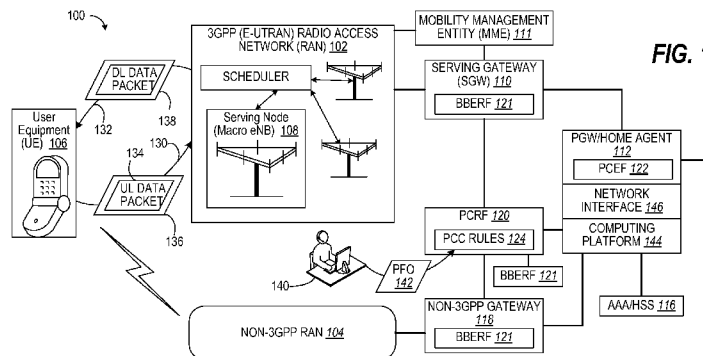 100
3GPP (E-UTRAN) RADIO ACCESS
NETWORK (RAN) 102
MOBILITY MANAGEMENT
ENTITY (MME) 111
FIG. 1
DL DATA
PACKET
132
138
SCHEDULER
SERVING GATEWAY
(SGW) 110
BBERF 121
User
Equipment
(UE) 106
Serving Node
(Macro eNB) 108
134
130
UL DATA
PACKET
136
PGW/HOME AGENT
112
PCEF 122
NETWORK
INTERFACE 146
COMPUTING
PLATFORM 144
PCRF 120
PCC RULES 124
BBERF 121
140
PFO
142
NON-3GPP RAN 104
NON-3GPP GATEWAY
118
BBERF 121
AAA/HSS 116